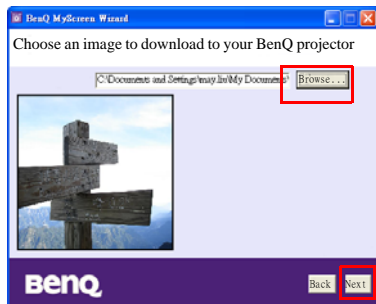 BenQ MyScreen Wizard
Choose an image to download to your BenQ projector
C:\Documents and Settings\may.liu\My Documents\
Browse...
BenQ
Back Next